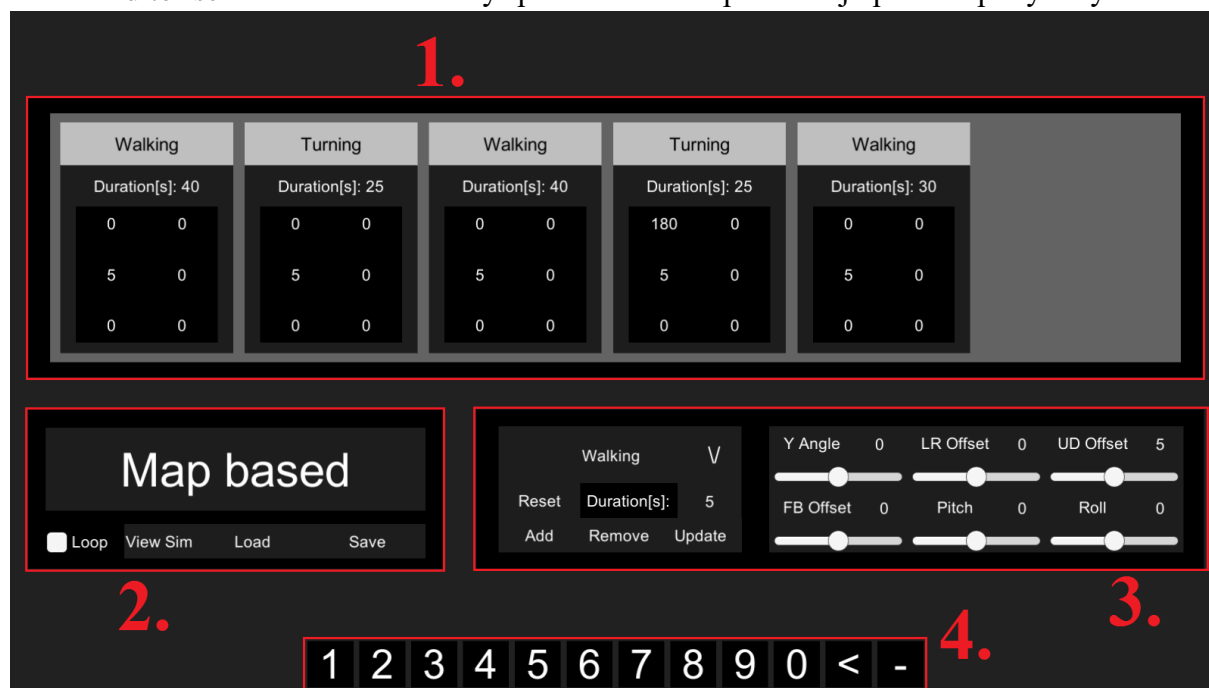 1.
Walking Turning Walking Turning Walking
Duration[s]: 40 Duration[s]: 25 Duration[s]: 40 Duration[s]: 25 Duration[s]: 30
0 0 0 0 0 0 180 0 0 0
5 0 5 0 5 0 5 0 5 0
0 0 0 0 0 0 0 0 0 0
Map based
Loop View Sim Load Save
2.
Walking \/
Reset Duration[s]: 5
Add Remove Update
Y Angle 0 LR Offset 0 UD Offset 5
FB Offset 0 Pitch 0 Roll 0
3.
1 2 3 4 5 6 7 8 9 0 < -
4.